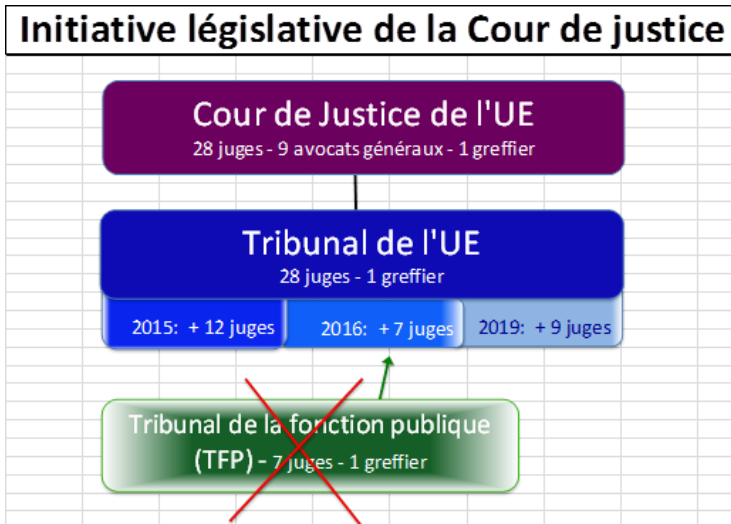 Initiative législative de la Cour de justice
Cour de Justice de l'UE
28 juges - 9 avocats généraux - 1 greffier
Tribunal de l'UE
28 juges - 1 greffier
2015: + 12 juges
2016: + 7 juges
2019: + 9 juges
Tribunal de la fonction publique
(TFP) - 7 juges - 1 greffier